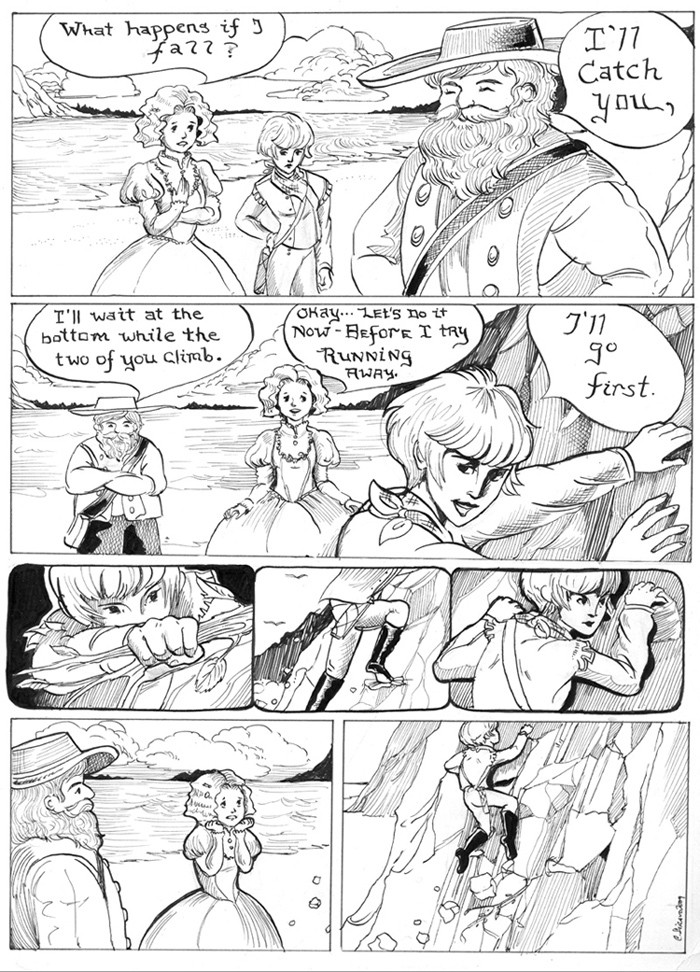 What happens if I
fall?
I'll
Catch
you,
I'll wait at the
bottom while the
two of you climb.
Okay... Let's do it
Now-Before I try
Running
Away.
I'll
go
first.